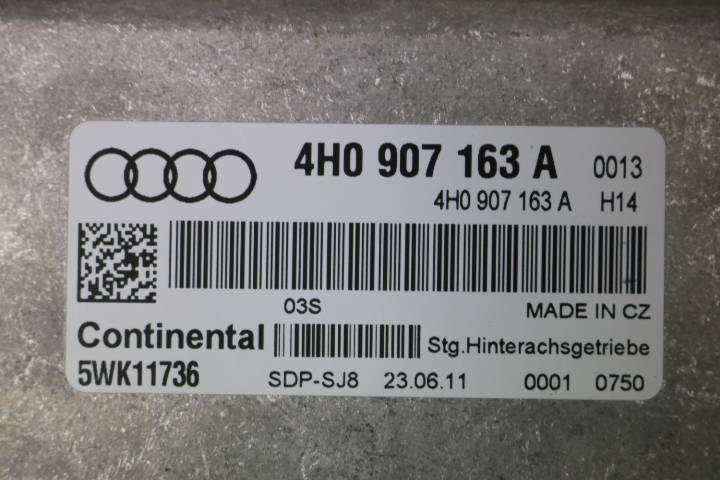 4H0 907 163 A 0013
4H0 907 163 A H14
03S MADE IN CZ
Continental Stg.Hinterachsgetriebe
5WK11736 SDP-SJ8 23.06.11 0001 0750